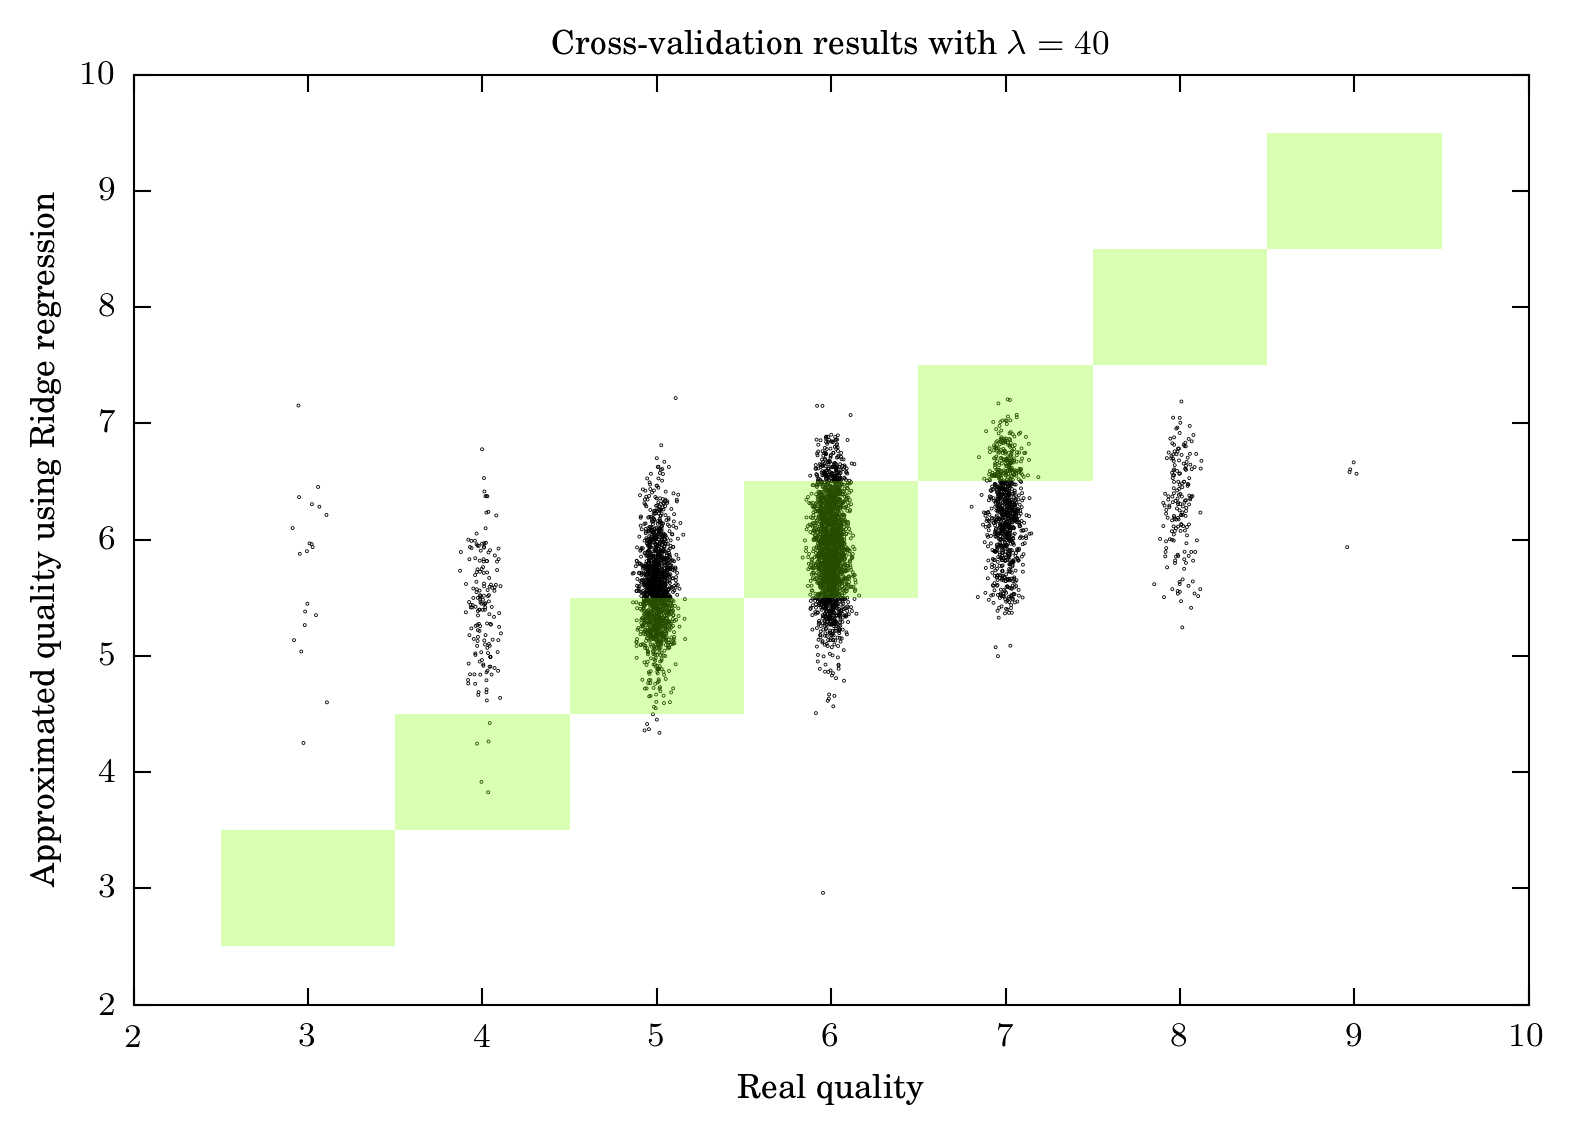 Cross-validation results with λ = 40
10
9
8
7
6
5
4
3
2
Approximated quality using Ridge regression
2 3 4 5 6 7 8 9 10
Real quality